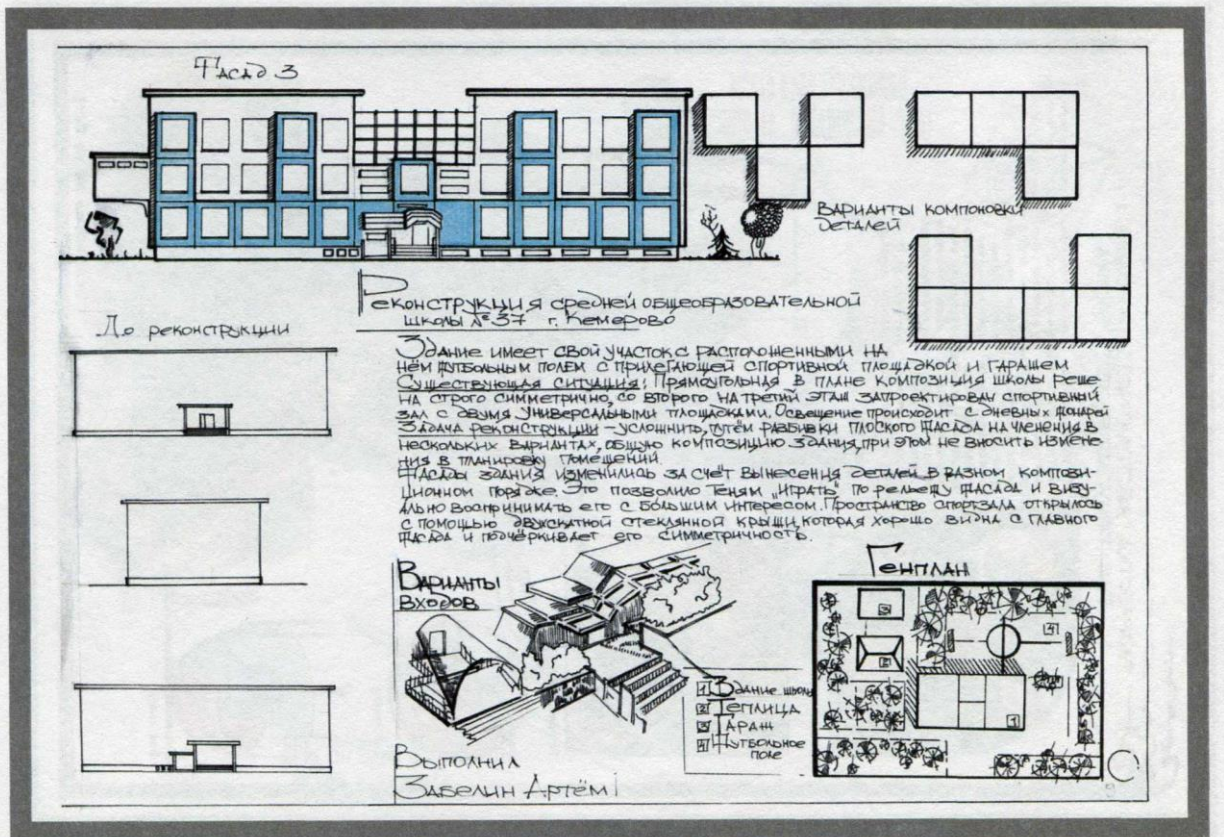 Фасад 3
Варианты компоновки
деталей
Реконструкция средней общеобразовательной
школы № 37 г. Кемерово
До реконструкции
Здание имеет свой участок с расположенными на
нём футбольным полем с прилегающей спортивной площадкой и гаражем
Существующая ситуация: Прямоугольная в плане композиция школы реше-
на строго симметрично, со второго на третий этаж запроектирован спортивный
зал с двумя универсальными площадками. Освещение происходит с дневных фонарей
Задача реконструкции – усложнить, путём разбивки плоского фасада на членения в
нескольких вариантах, общую композицию здания, при этом не вносить измене-
ния в планировку помещений.
Фасады здания изменились за счёт вынесения деталей в разном компози-
ционном порядке. Это позволило теням „играть" по рельефу фасада и визу-
ально воспринимать его с большим интересом. Пространство спортзала открылось
с помощью двухскатной стеклянной крыши, которая хорошо видна с главного
фасада и подчёркивает его симметричность.
Варианты
входов
Генплан
1 Здание школы
2 Теплица
3 Гараж
4 Футбольное
поле
4
1
Выполнил
Забелин Артём